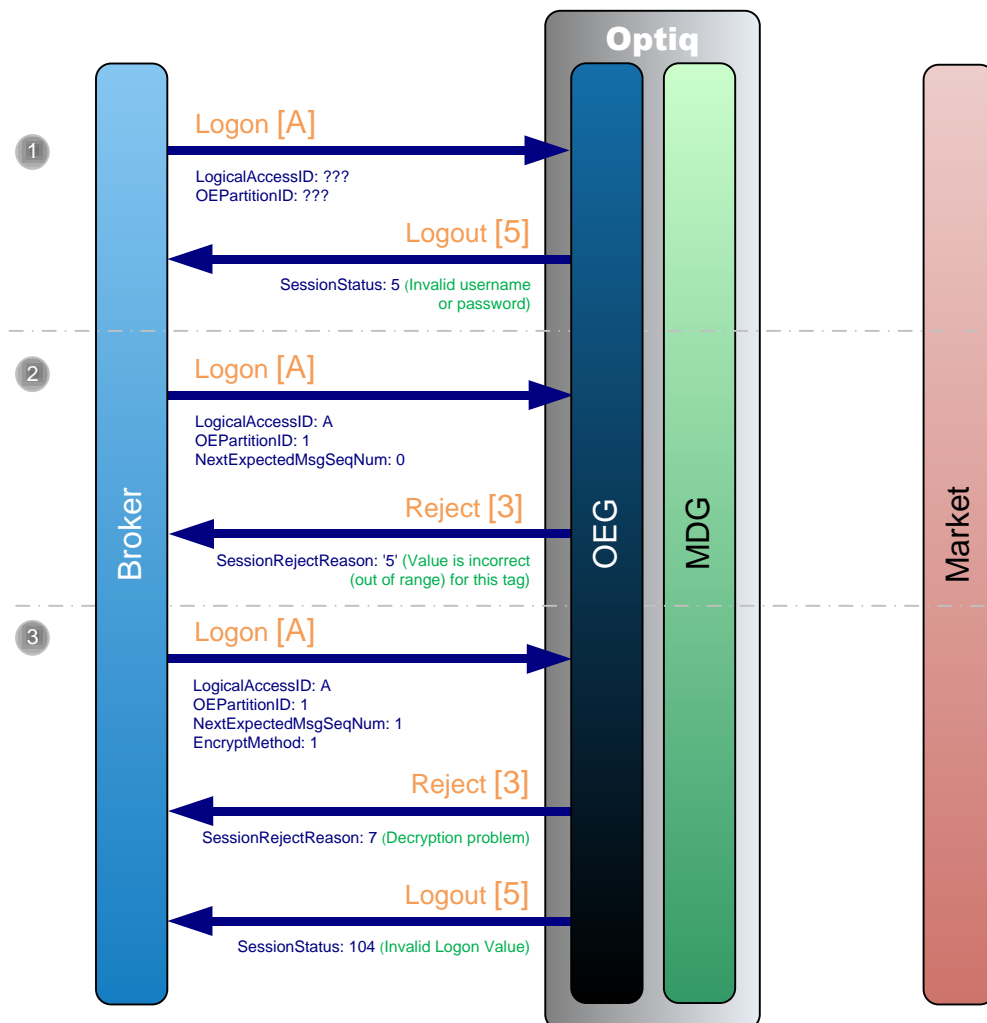 Optiq
1
Logon [A]
LogicalAccessID: ???
OEPartitionID: ???
Logout [5]
SessionStatus: 5 (Invalid username
or password)
2
Logon [A]
LogicalAccessID: A
OEPartitionID: 1
NextExpectedMsgSeqNum: 0
Reject [3]
SessionRejectReason: '5' (Value is incorrect
(out of range) for this tag)
Broker
OEG
MDG
Market
3
Logon [A]
LogicalAccessID: A
OEPartitionID: 1
NextExpectedMsgSeqNum: 1
EncryptMethod: 1
Reject [3]
SessionRejectReason: 7 (Decryption problem)
Logout [5]
SessionStatus: 104 (Invalid Logon Value)